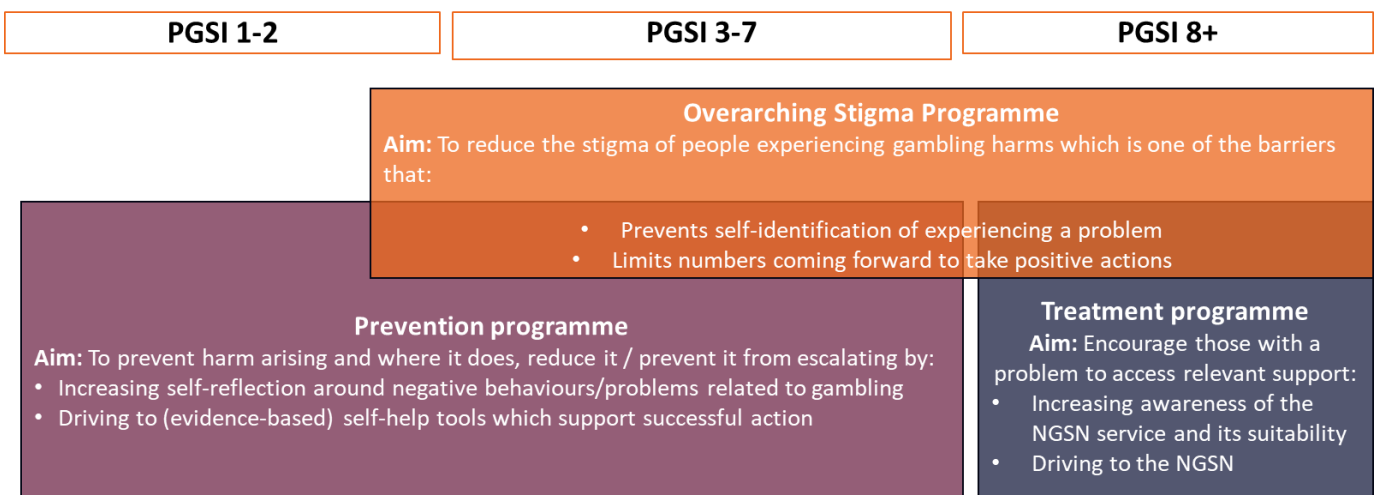 PGSI 1-2
PGSI 3-7
PGSI 8+
Overarching Stigma Programme
Aim: To reduce the stigma of people experiencing gambling harms which is one of the barriers
that:
• Prevents self-identification of experiencing a problem
• Limits numbers coming forward to take positive actions
Prevention programme
Aim: To prevent harm arising and where it does, reduce it / prevent it from escalating by:
• Increasing self-reflection around negative behaviours/problems related to gambling
• Driving to (evidence-based) self-help tools which support successful action
Treatment programme
Aim: Encourage those with a
problem to access relevant support:
• Increasing awareness of the
NGSN service and its suitability
• Driving to the NGSN